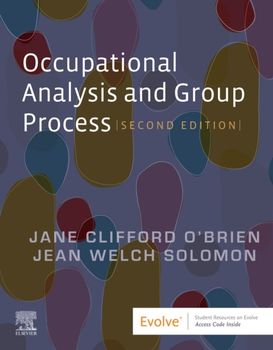 Occupational
Analysis and Group
Process |SECOND EDITION|
JANE CLIFFORD O'BRIEN
JEAN WELCH SOLOMON
ELSEVIER
Evolve®
Student Resources on Evolve
Access Code Inside